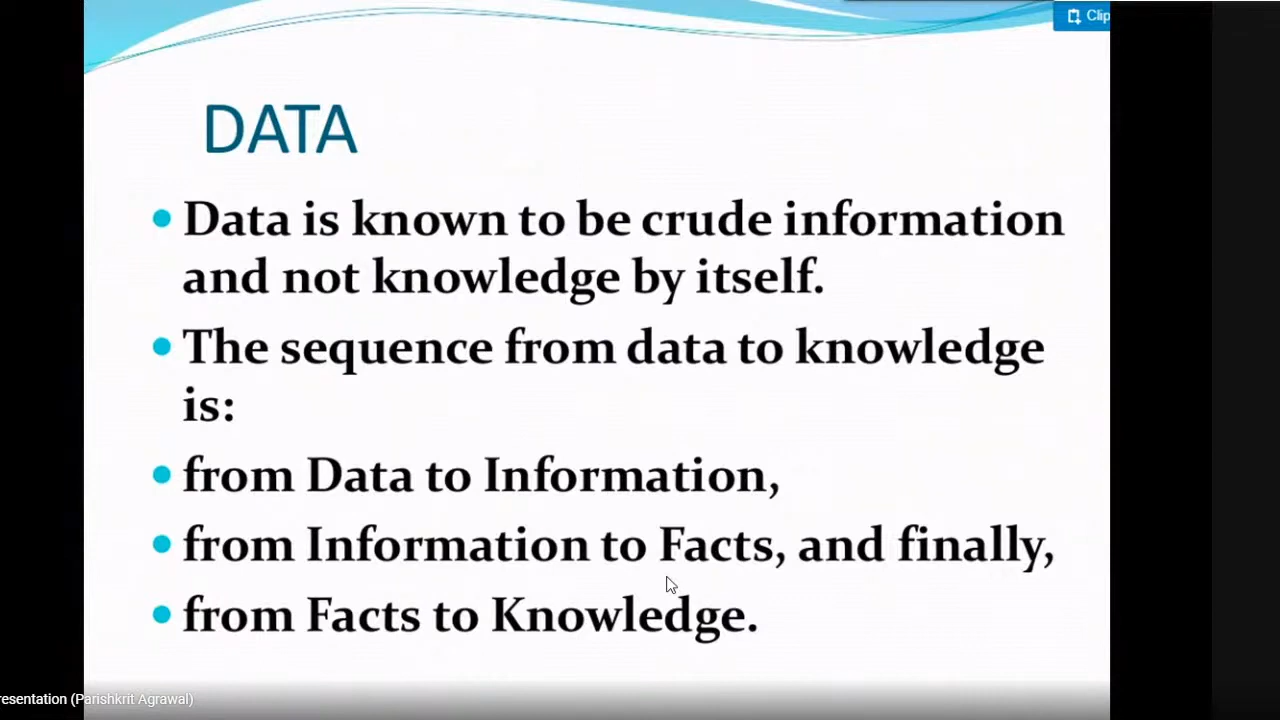 Clip
DATA
Data is known to be crude information
and not knowledge by itself.
The sequence from data to knowledge
is:
from Data to Information,
from Information to Facts, and finally,
from Facts to Knowledge.
resentation (Parishkrit Agrawal)